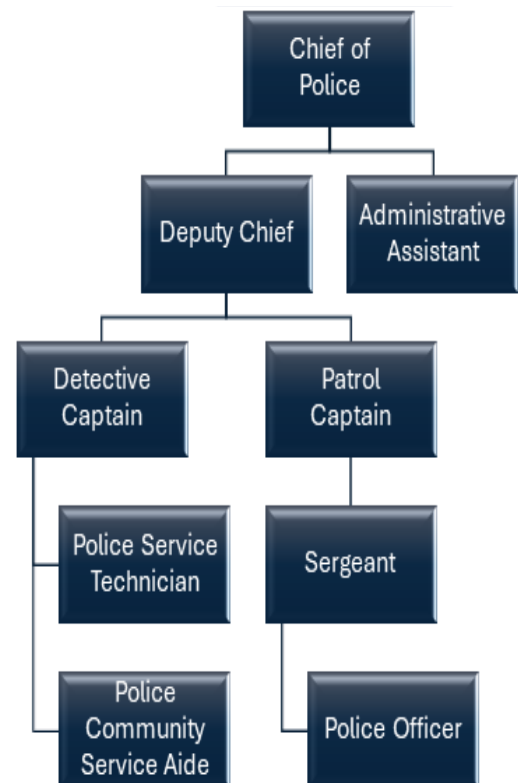 Chief of
Police
Deputy Chief
Administrative
Assistant
Detective
Captain
Patrol
Captain
Police Service
Technician
Sergeant
Police
Community
Service Aide
Police Officer